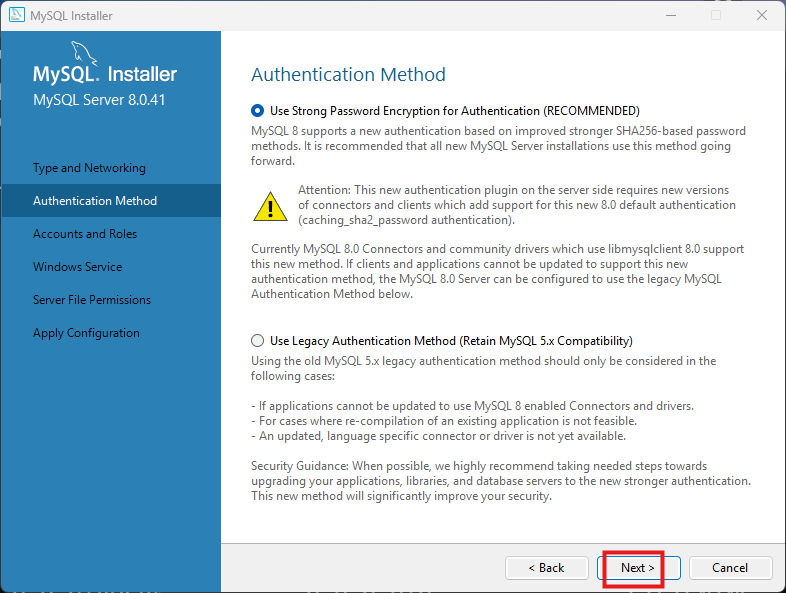 MySQL Installer
MySQL. Installer
MySQL Server 8.0.41
Type and Networking
Authentication Method
Accounts and Roles
Windows Service
Server File Permissions
Apply Configuration
Authentication Method
Use Strong Password Encryption for Authentication (RECOMMENDED)
MySQL 8 supports a new authentication based on improved stronger SHA256-based password
methods. It is recommended that all new MySQL Server installations use this method going
forward.
Attention: This new authentication plugin on the server side requires new versions
of connectors and clients which add support for this new 8.0 default authentication
(caching_sha2_password authentication).
Currently MySQL 8.0 Connectors and community drivers which use libmysqlclient 8.0 support
this new method. If clients and applications cannot be updated to support this new
authentication method, the MySQL 8.0 Server can be configured to use the legacy MySQL
Authentication Method below.
Use Legacy Authentication Method (Retain MySQL 5.x Compatibility)
Using the old MySQL 5.x legacy authentication method should only be considered in the
following cases:
- If applications cannot be updated to use MySQL 8 enabled Connectors and drivers.
- For cases where re-compilation of an existing application is not feasible.
- An updated, language specific connector or driver is not yet available.
Security Guidance: When possible, we highly recommend taking needed steps towards
upgrading your applications, libraries, and database servers to the new stronger authentication.
This new method will significantly improve your security.
< Back
Next >
Cancel